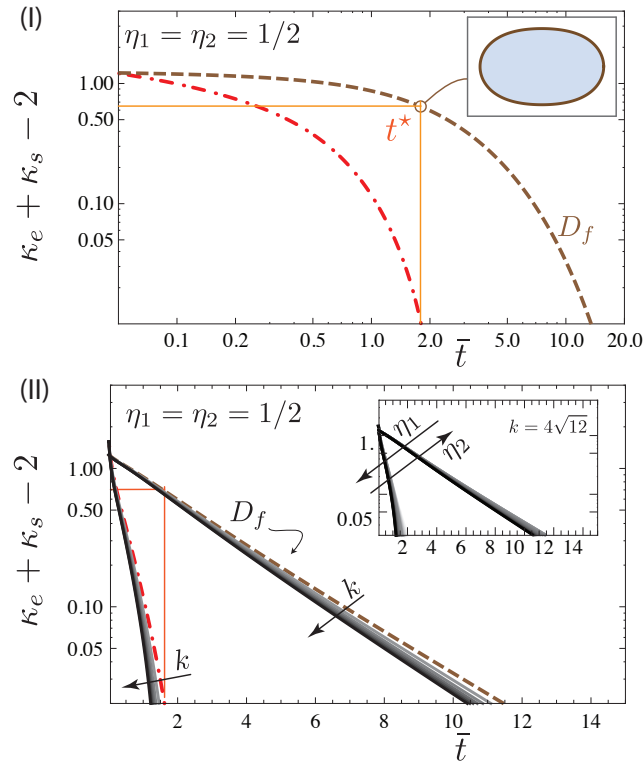 (I)
η₁ = η₂ = 1/2
1.00
0.50
0.10
0.05
κₑ + κₛ − 2
t⋆
D_f
0.1 0.2 0.5 1.0 2.0 5.0 10.0 20.0
t̄
(II)
η₁ = η₂ = 1/2
1.00
0.50
0.10
0.05
κₑ + κₛ − 2
D_f
k
k
k = 4√12
η₁
η₂
1.
0.05
2 4 6 8 10 12 14
2 4 6 8 10 12 14
t̄